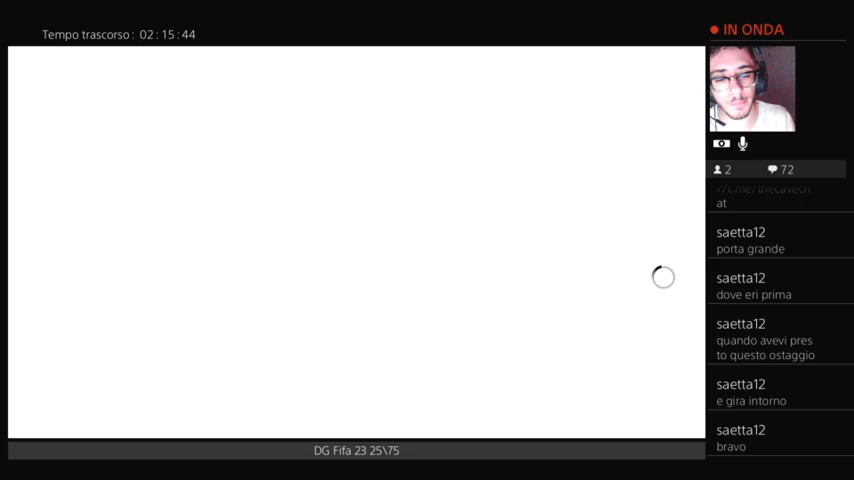 Tempo trascorso: 02:15:44
IN ONDA
2
72
at
saetta12
porta grande
saetta12
dove eri prima
saetta12
quando avevi pres
to questo ostaggio
saetta12
e gira intorno
saetta12
bravo
DG Fifa 23 25\75